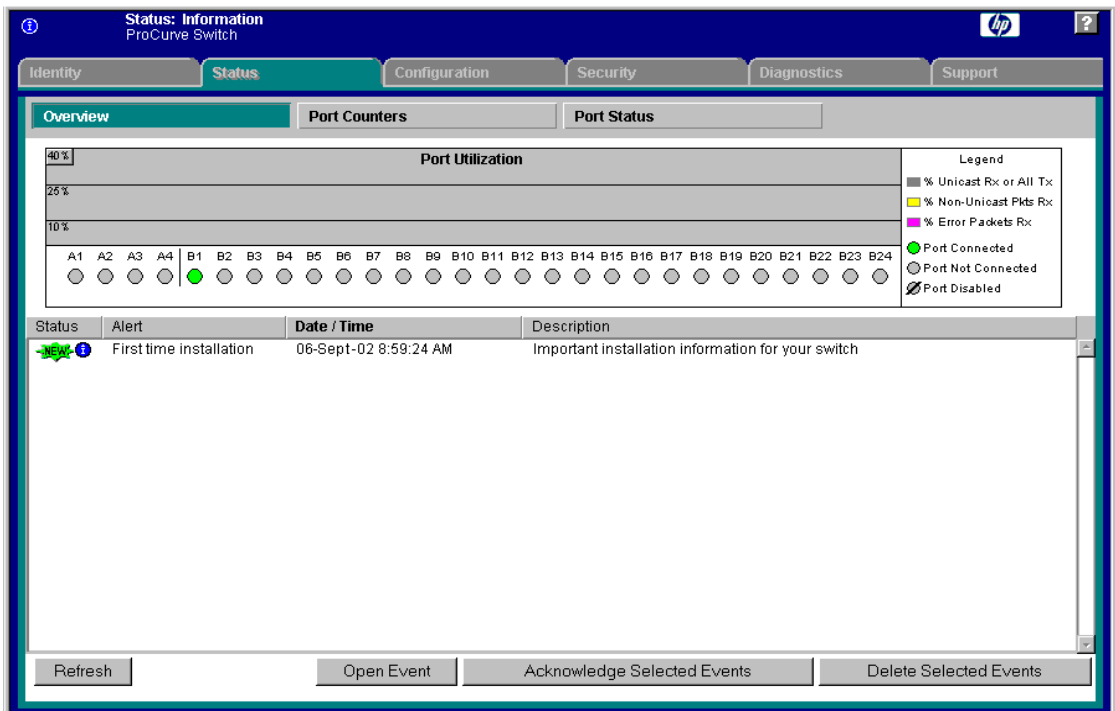 Status: Information
ProCurve Switch
hp
?
Identity
Status
Configuration
Security
Diagnostics
Support
Overview
Port Counters
Port Status
40 %
Port Utilization
25 %
10 %
Legend
% Unicast Rx or All Tx
% Non-Unicast Pkts Rx
% Error Packets Rx
Port Connected
Port Not Connected
Port Disabled
A1 A2 A3 A4 B1 B2 B3 B4 B5 B6 B7 B8 B9 B10 B11 B12 B13 B14 B15 B16 B17 B18 B19 B20 B21 B22 B23 B24
Status Alert Date / Time Description
NEW i First time installation 06-Sept-02 8:59:24 AM Important installation information for your switch
Refresh Open Event Acknowledge Selected Events Delete Selected Events